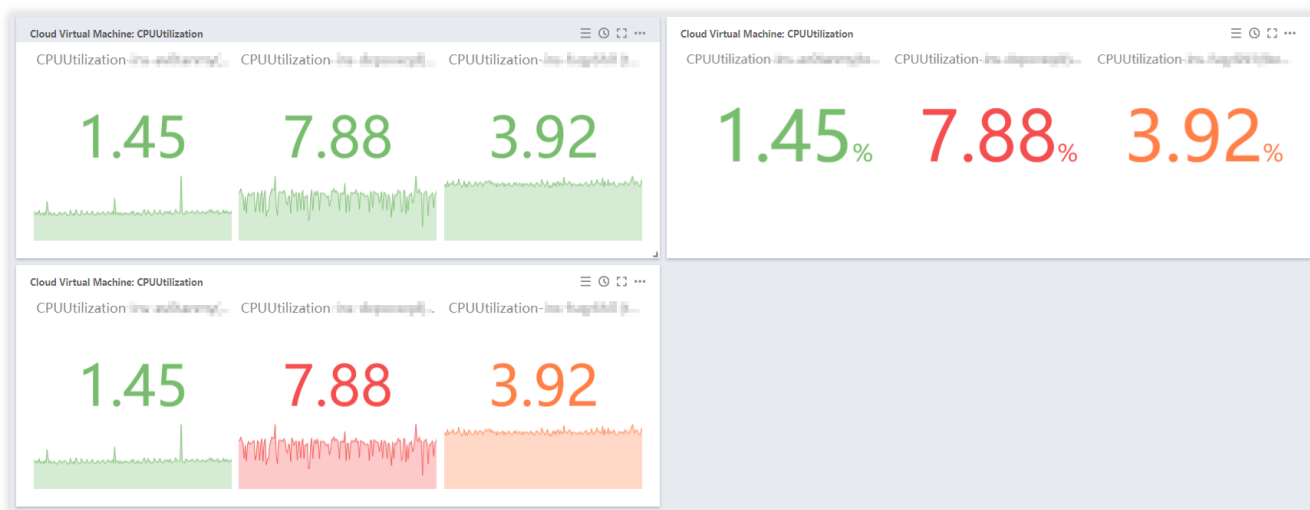 Cloud Virtual Machine: CPUUtilization
CPUUtilization- CPUUtilization- CPUUtilization-
1.45 7.88 3.92
Cloud Virtual Machine: CPUUtilization
CPUUtilization- CPUUtilization- CPUUtilization-
1.45% 7.88% 3.92%
Cloud Virtual Machine: CPUUtilization
CPUUtilization- CPUUtilization- CPUUtilization-
1.45 7.88 3.92